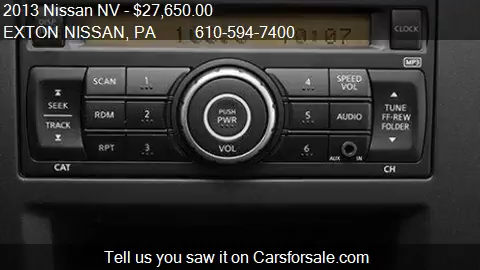 2013 Nissan NV - $27,650.00
EXTON NISSAN, PA 610-594-7400
10:07
CLOCK
MP3
SCAN 1 4 SPEED VOL
SEEK TRACK
RDM 2 PUSH PWR 5 AUDIO
TUNE FF·REW FOLDER
RPT 3 VOL 6 AUX IN
CAT CH
Tell us you saw it on Carsforsale.com